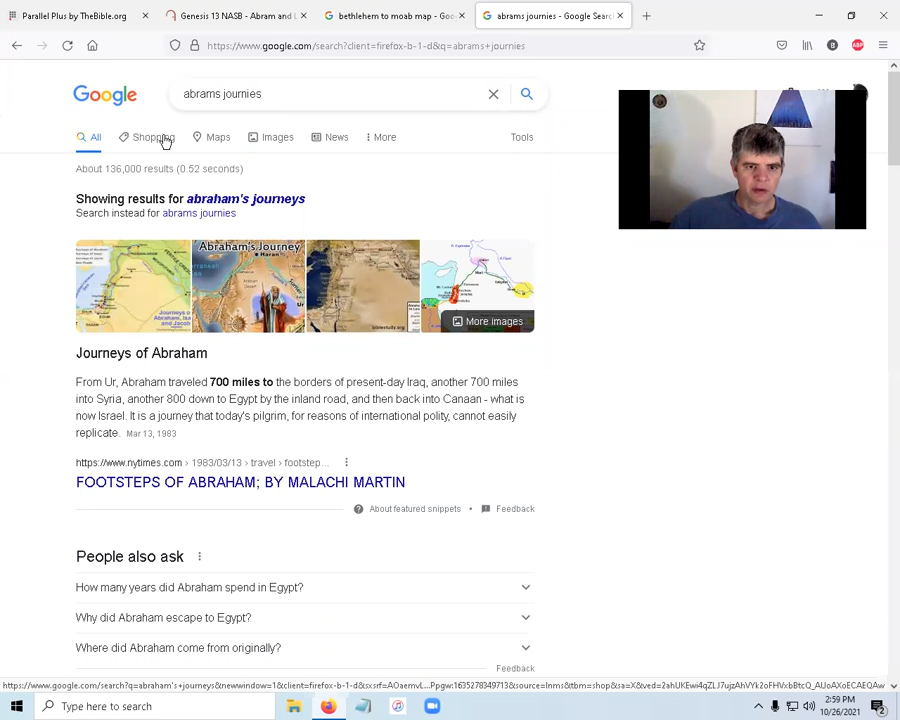 Parallel Plus by TheBible.org
Genesis 13 NASB - Abram and L
bethlehem to moab map - Googl
abrams journies - Google Searc
https://www.google.com/search?client=firefox-b-1-d&q=abrams+journies
Google
abrams journies
All
Shopping
Maps
Images
News
More
Tools
About 136,000 results (0.52 seconds)
Showing results for abraham's journeys
Search instead for abrams journies
Abraham's Journey
Haran
biblestudy.org
More images
Journeys of Abraham
From Ur, Abraham traveled 700 miles to the borders of present-day Iraq, another 700 miles
into Syria, another 800 down to Egypt by the inland road, and then back into Canaan - what is
now Israel. It is a journey that today's pilgrim, for reasons of international polity, cannot easily
replicate. Mar 13, 1983
https://www.nytimes.com › 1983/03/13 › travel › footstep...
FOOTSTEPS OF ABRAHAM; BY MALACHI MARTIN
About featured snippets • Feedback
People also ask
How many years did Abraham spend in Egypt?
Why did Abraham escape to Egypt?
Where did Abraham come from originally?
Feedback
Type here to search
2:59 PM
10/26/2021
2